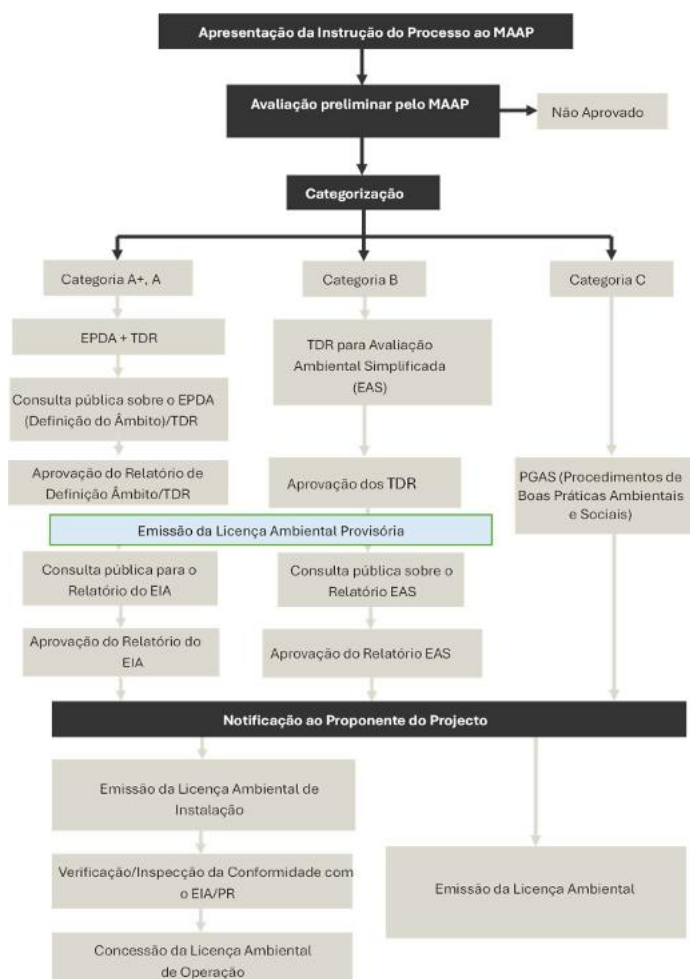 Apresentação da Instrução do Processo ao MAAP
Avaliação preliminar pelo MAAP
Não Aprovado
Categorização
Categoria A+, A
Categoria B
Categoria C
EPDA + TDR
TDR para Avaliação
Ambiental Simplificada
(EAS)
Consulta pública sobre o EPDA
(Definição do Âmbito)/TDR
Aprovação do Relatório de
Definição Âmbito/TDR
Aprovação dos TDR
PGAS (Procedimentos de
Boas Práticas Ambientais
e Sociais)
Emissão da Licença Ambiental Provisória
Consulta pública para o
Relatório do EIA
Consulta pública sobre o
Relatório EAS
Aprovação do Relatório do
EIA
Aprovação do Relatório EAS
Notificação ao Proponente do Projecto
Emissão da Licença Ambiental de
Instalação
Verificação/Inspecção da Conformidade com
o EIA/PR
Emissão da Licença Ambiental
Concessão da Licença Ambiental
de Operação